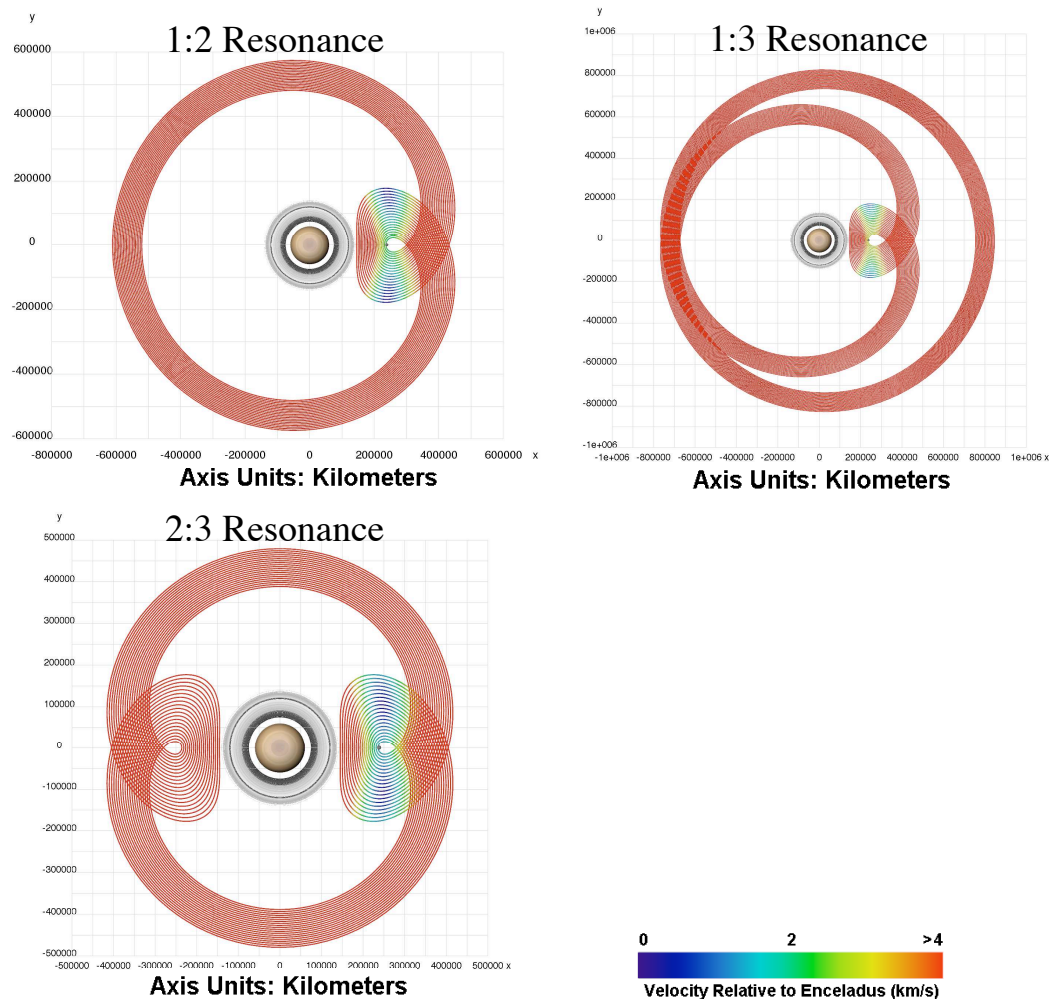 1:2 Resonance
y
600000
400000
200000
0
-200000
-400000
-600000
-800000 -600000 -400000 -200000 0 200000 400000 600000 x
Axis Units: Kilometers
1:3 Resonance
y
1e+006
800000
600000
400000
200000
0
-200000
-400000
-600000
-800000
-1e+006
-1e+006 -800000 -600000 -400000 -200000 0 200000 400000 600000 800000 1e+006 x
Axis Units: Kilometers
2:3 Resonance
y
500000
400000
300000
200000
100000
0
-100000
-200000
-300000
-400000
-500000
-500000 -400000 -300000 -200000 -100000 0 100000 200000 300000 400000 500000 x
Axis Units: Kilometers
0 2 >4
Velocity Relative to Enceladus (km/s)